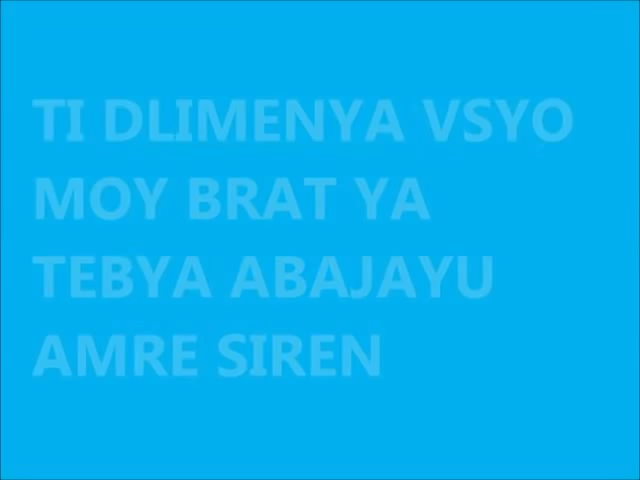 TI DLIMENYA VSYO
MOY BRAT YA
TEBYA ABAJAYU
AMRE SIREN